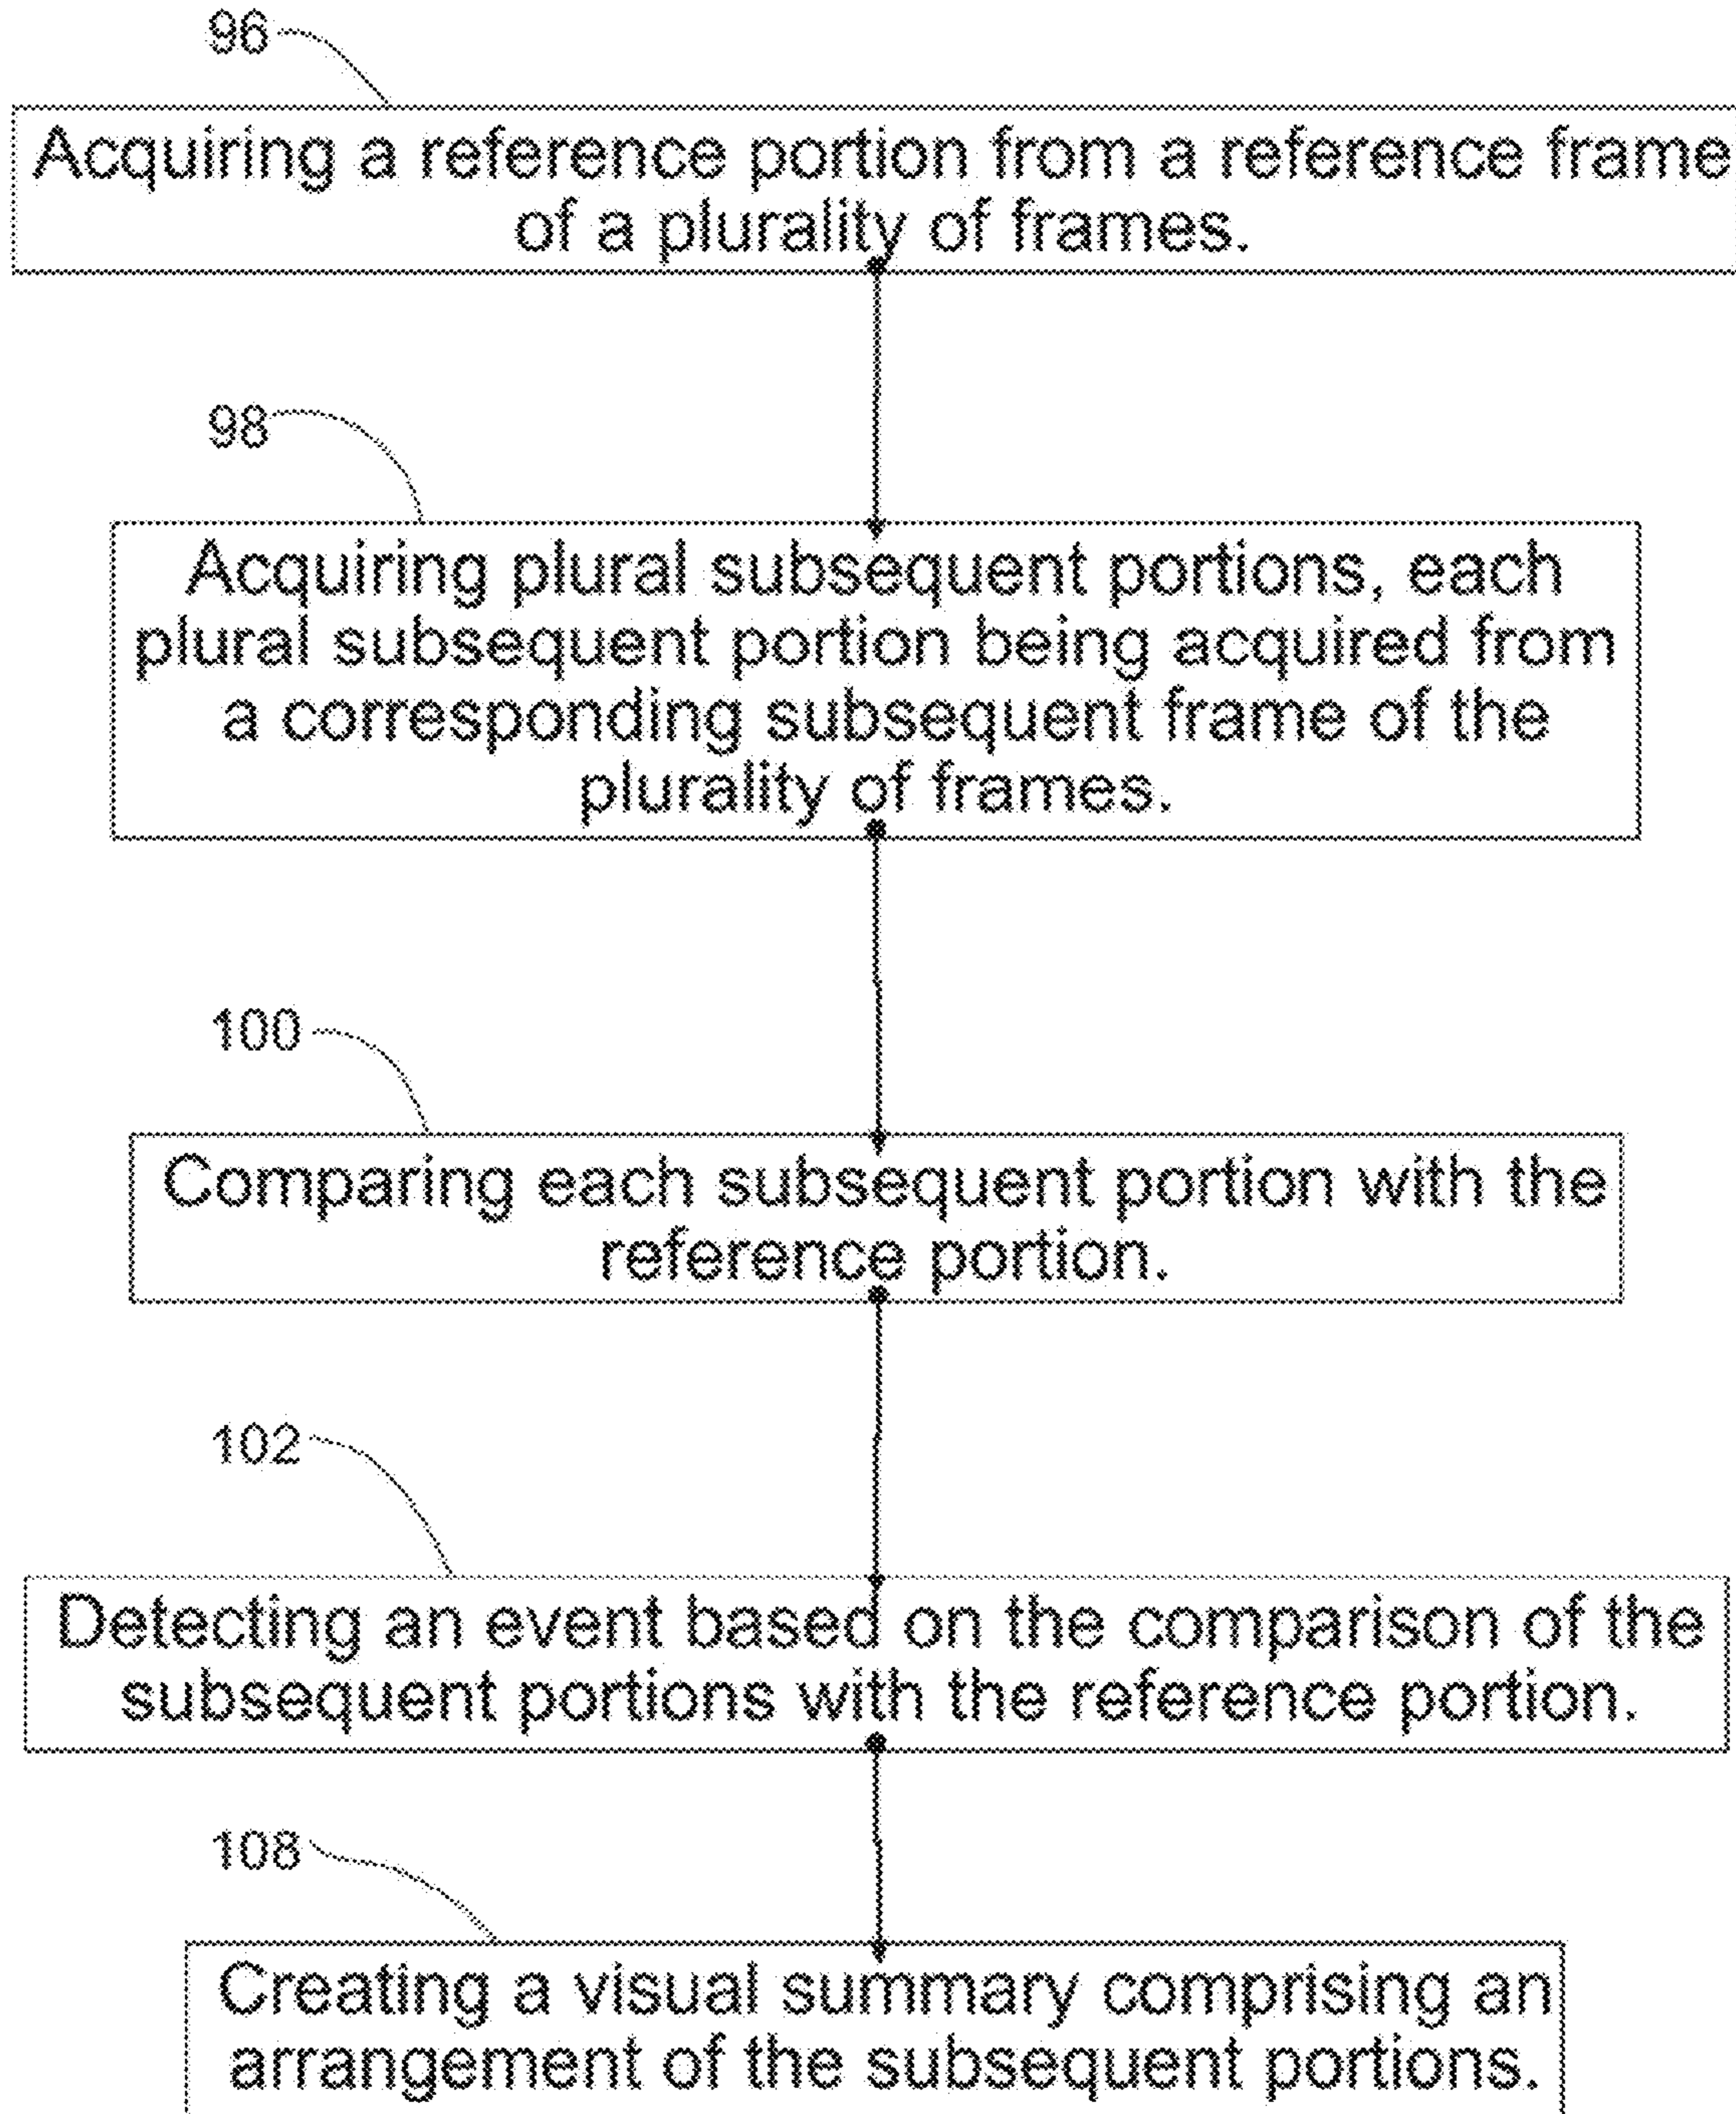 96
Acquiring a reference portion from a reference frame
of a plurality of frames.
98
Acquiring plural subsequent portions, each
plural subsequent portion being acquired from
a corresponding subsequent frame of the
plurality of frames.
100
Comparing each subsequent portion with the
reference portion.
102
Detecting an event based on the comparison of the
subsequent portions with the reference portion.
108
Creating a visual summary comprising an
arrangement of the subsequent portions.